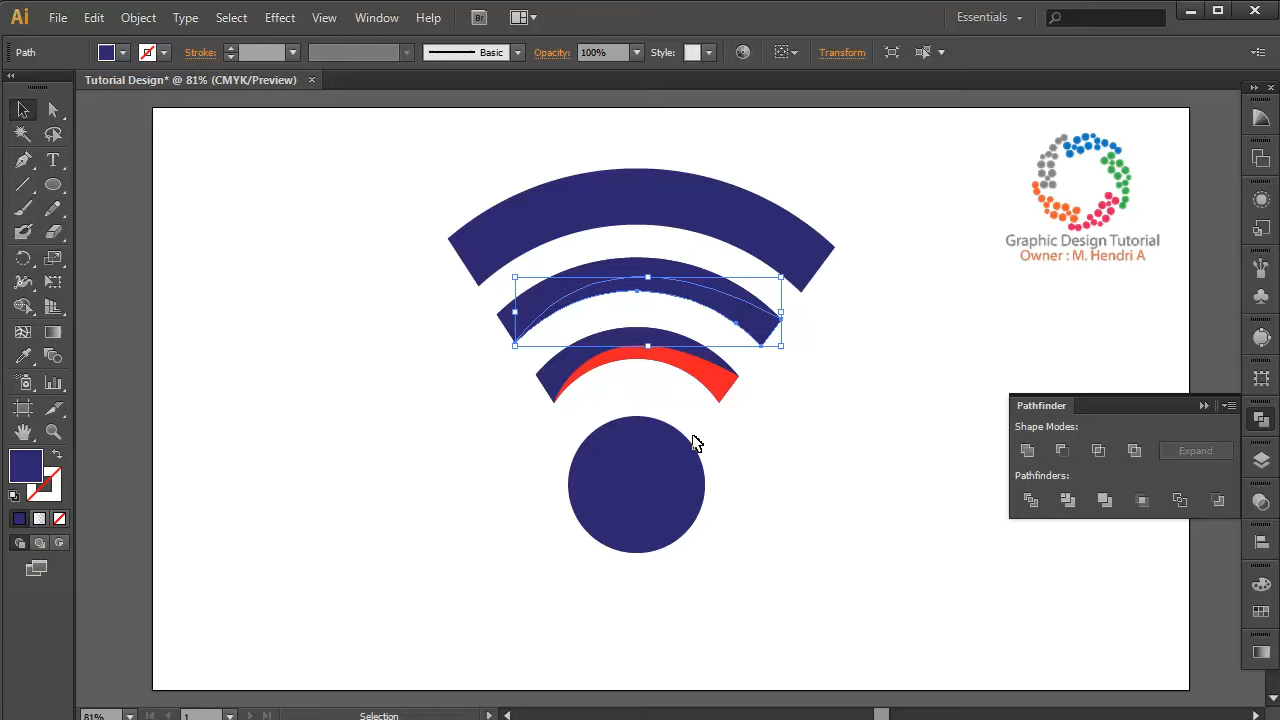 Ai File Edit Object Type Select Effect View Window Help Br Essentials
Path Stroke: Basic Opacity: 100% Style: Transform
Tutorial Design* @ 81% (CMYK/Preview) ×
T
Graphic Design Tutorial
Owner : M. Hendri A
Pathfinder
Shape Modes:
Expand
Pathfinders:
81% 1 Selection